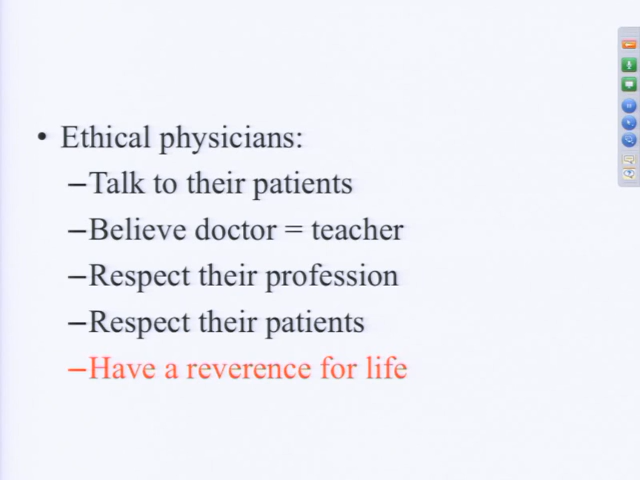 • Ethical physicians:
–Talk to their patients
–Believe doctor = teacher
–Respect their profession
–Respect their patients
–Have a reverence for life